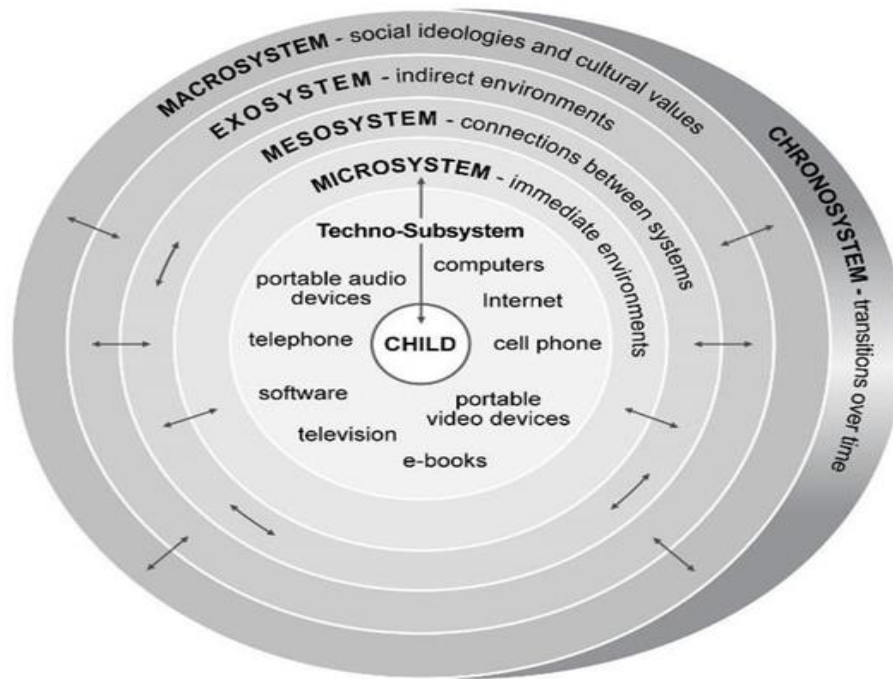 MACROSYSTEM - social ideologies and cultural values
EXOSYSTEM - indirect environments
MESOSYSTEM - connections between systems
MICROSYSTEM - immediate environments
CHRONOSYSTEM - transitions over time
Techno-Subsystem
computers
portable audio
devices
Internet
telephone
CHILD
cell phone
software
portable
video devices
television
e-books